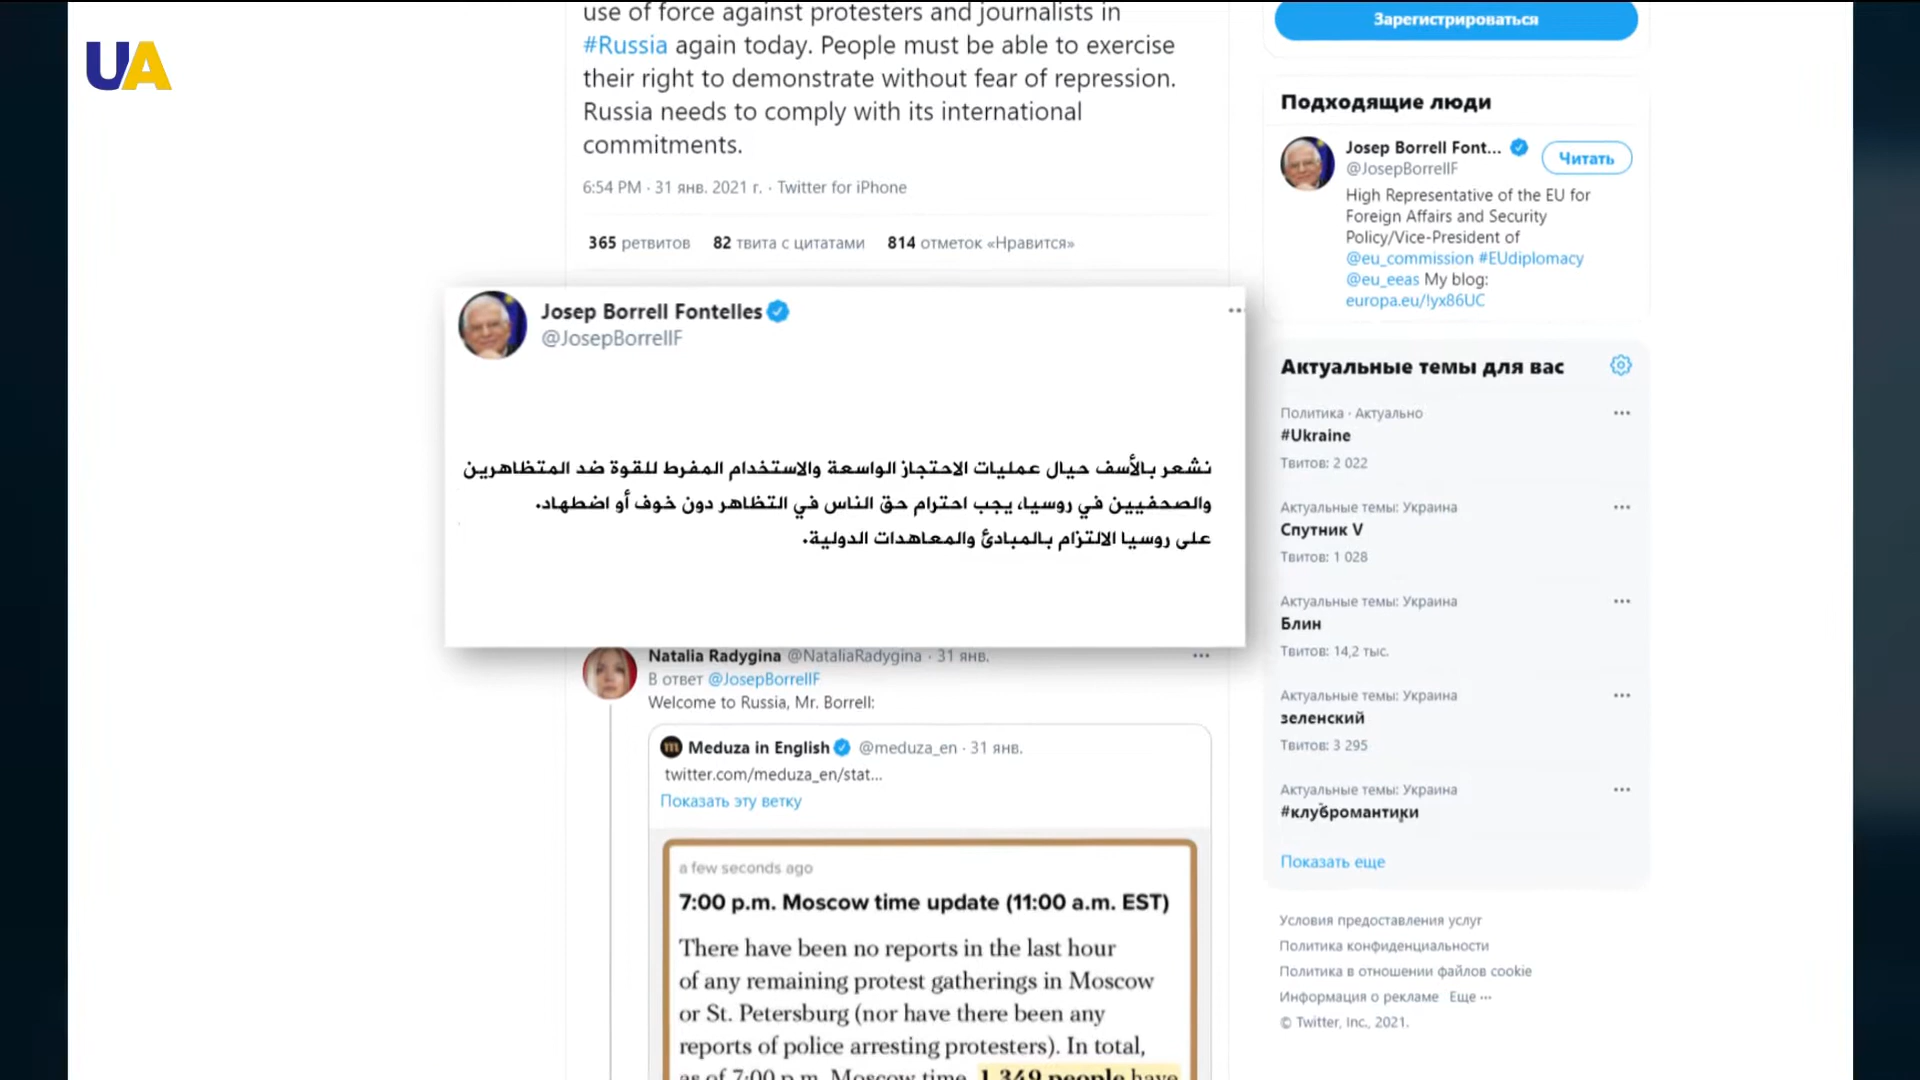 UA
use of force against protesters and journalists in
#Russia again today. People must be able to exercise
their right to demonstrate without fear of repression.
Russia needs to comply with its international
commitments.
6:54 PM · 31 янв. 2021 г. · Twitter for iPhone
365 ретвитов 82 твита с цитатами 814 отметок «Нравится»
Josep Borrell Fontelles
@JosepBorrellF
نشعر بالأسف حيال عمليات الاحتجاز الواسعة والاستخدام المفرط للقوة ضد المتظاهرين
والصحفيين في روسيا، يجب احترام حق الناس في التظاهر دون خوف أو اضطهاد.
على روسيا الالتزام بالمبادئ والمعاهدات الدولية.
Natalia Radygina @NataliaRadygina · 31 янв.
В ответ @JosepBorrellF
Welcome to Russia, Mr. Borrell:
Meduza in English @meduza_en · 31 янв.
twitter.com/meduza_en/stat...
Показать эту ветку
a few seconds ago
7:00 p.m. Moscow time update (11:00 a.m. EST)
There have been no reports in the last hour
of any remaining protest gatherings in Moscow
or St. Petersburg (nor have there been any
reports of police arresting protesters). In total,
as of 7:00 p.m. Moscow time, 1,349 people have
Зарегистрироваться
Подходящие люди
Josep Borrell Font...
@JosepBorrellF
Читать
High Representative of the EU for
Foreign Affairs and Security
Policy/Vice-President of
@eu_commission #EUdiplomacy
@eu_eeas My blog:
europa.eu/!yx86UC
Актуальные темы для вас
Политика · Актуально
#Ukraine
Твитов: 2 022
Актуальные темы: Украина
Спутник V
Твитов: 1 028
Актуальные темы: Украина
Блин
Твитов: 14,2 тыс.
Актуальные темы: Украина
зеленский
Твитов: 3 295
Актуальные темы: Украина
#клубромантики
Показать еще
Условия предоставления услуг
Политика конфиденциальности
Политика в отношении файлов cookie
Информация о рекламе Еще ···
© Twitter, Inc., 2021.